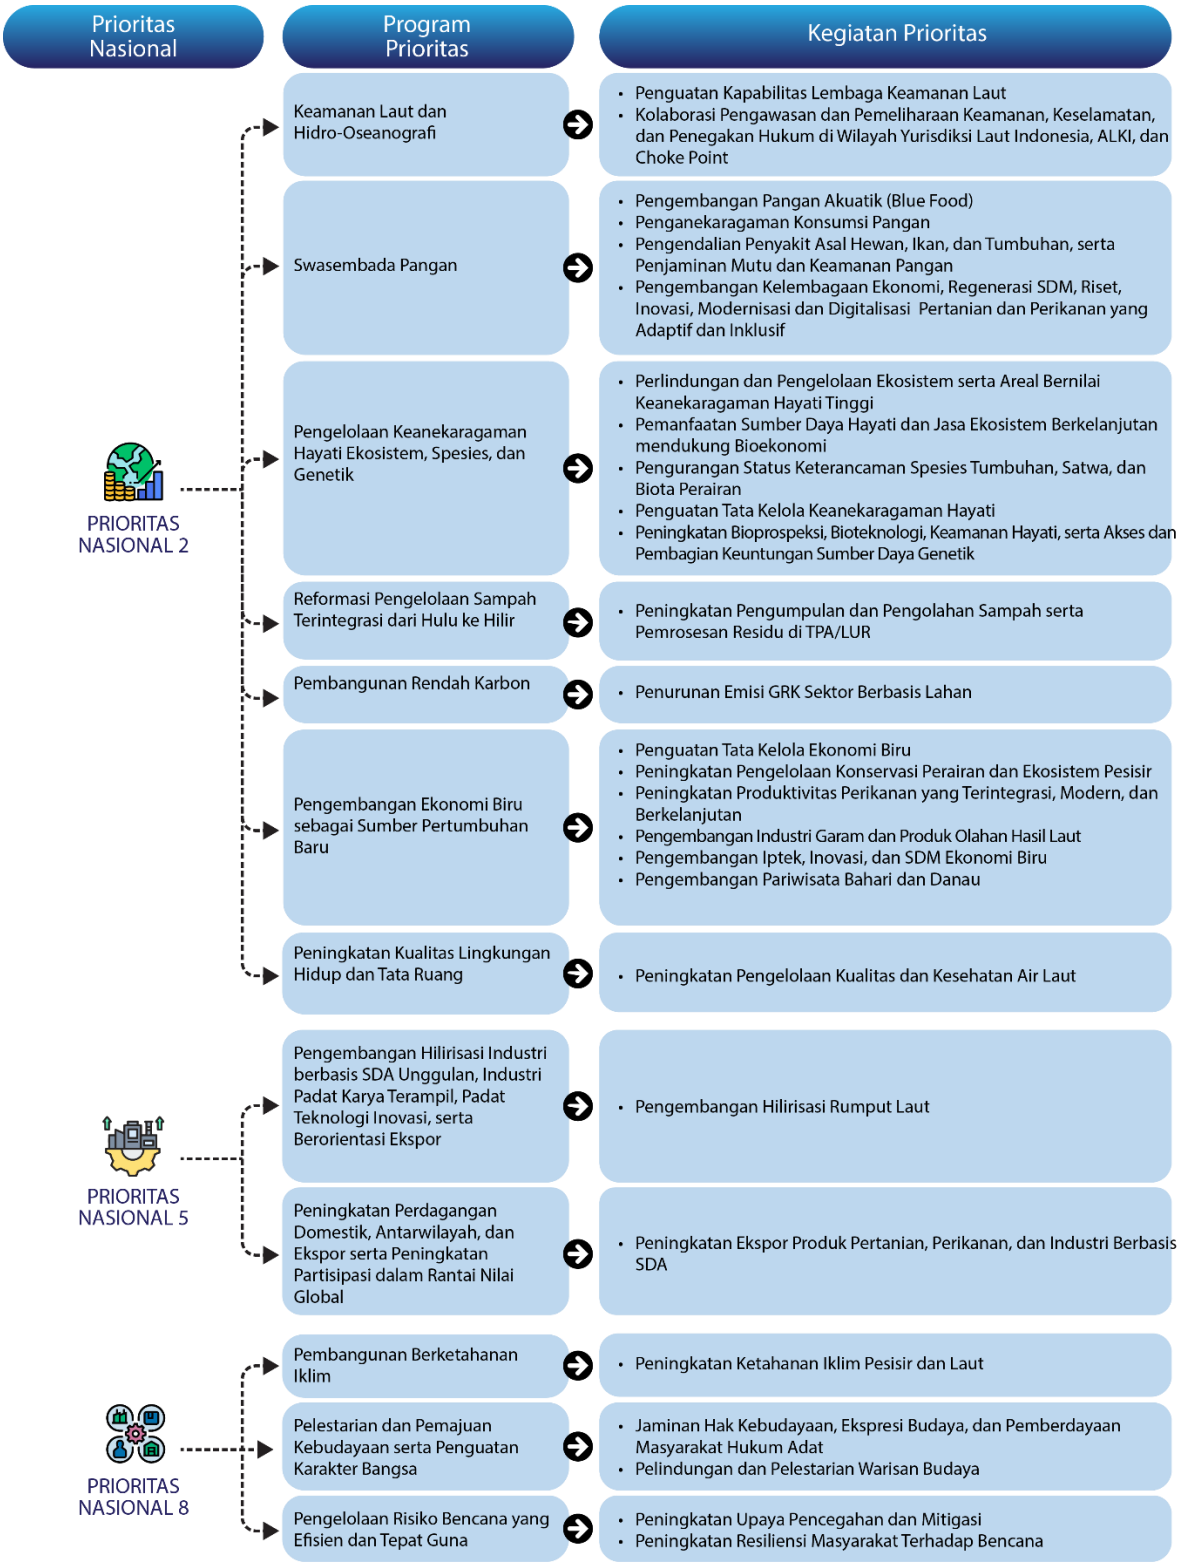 Prioritas
Nasional
Program
Prioritas
Kegiatan Prioritas
PRIORITAS
NASIONAL 2
Keamanan Laut dan
Hidro-Oseanografi
• Penguatan Kapabilitas Lembaga Keamanan Laut
• Kolaborasi Pengawasan dan Pemeliharaan Keamanan, Keselamatan,
dan Penegakan Hukum di Wilayah Yurisdiksi Laut Indonesia, ALKI, dan
Choke Point
Swasembada Pangan
• Pengembangan Pangan Akuatik (Blue Food)
• Penganekaragaman Konsumsi Pangan
• Pengendalian Penyakit Asal Hewan, Ikan, dan Tumbuhan, serta
Penjaminan Mutu dan Keamanan Pangan
• Pengembangan Kelembagaan Ekonomi, Regenerasi SDM, Riset,
Inovasi, Modernisasi dan Digitalisasi Pertanian dan Perikanan yang
Adaptif dan Inklusif
Pengelolaan Keanekaragaman
Hayati Ekosistem, Spesies, dan
Genetik
• Perlindungan dan Pengelolaan Ekosistem serta Areal Bernilai
Keanekaragaman Hayati Tinggi
• Pemanfaatan Sumber Daya Hayati dan Jasa Ekosistem Berkelanjutan
mendukung Bioekonomi
• Pengurangan Status Keterancaman Spesies Tumbuhan, Satwa, dan
Biota Perairan
• Penguatan Tata Kelola Keanekaragaman Hayati
• Peningkatan Bioprospeksi, Bioteknologi, Keamanan Hayati, serta Akses dan
Pembagian Keuntungan Sumber Daya Genetik
Reformasi Pengelolaan Sampah
Terintegrasi dari Hulu ke Hilir
• Peningkatan Pengumpulan dan Pengolahan Sampah serta
Pemrosesan Residu di TPA/LUR
Pembangunan Rendah Karbon
• Penurunan Emisi GRK Sektor Berbasis Lahan
Pengembangan Ekonomi Biru
sebagai Sumber Pertumbuhan
Baru
• Penguatan Tata Kelola Ekonomi Biru
• Peningkatan Pengelolaan Konservasi Perairan dan Ekosistem Pesisir
• Peningkatan Produktivitas Perikanan yang Terintegrasi, Modern, dan
Berkelanjutan
• Pengembangan Industri Garam dan Produk Olahan Hasil Laut
• Pengembangan Iptek, Inovasi, dan SDM Ekonomi Biru
• Pengembangan Pariwisata Bahari dan Danau
Peningkatan Kualitas Lingkungan
Hidup dan Tata Ruang
• Peningkatan Pengelolaan Kualitas dan Kesehatan Air Laut
PRIORITAS
NASIONAL 5
Pengembangan Hilirisasi Industri
berbasis SDA Unggulan, Industri
Padat Karya Terampil, Padat
Teknologi Inovasi, serta
Berorientasi Ekspor
• Pengembangan Hilirisasi Rumput Laut
Peningkatan Perdagangan
Domestik, Antarwilayah, dan
Ekspor serta Peningkatan
Partisipasi dalam Rantai Nilai
Global
• Peningkatan Ekspor Produk Pertanian, Perikanan, dan Industri Berbasis
SDA
PRIORITAS
NASIONAL 8
Pembangunan Berketahanan
Iklim
• Peningkatan Ketahanan Iklim Pesisir dan Laut
Pelestarian dan Pemajuan
Kebudayaan serta Penguatan
Karakter Bangsa
• Jaminan Hak Kebudayaan, Ekspresi Budaya, dan Pemberdayaan
Masyarakat Hukum Adat
• Pelindungan dan Pelestarian Warisan Budaya
Pengelolaan Risiko Bencana yang
Efisien dan Tepat Guna
• Peningkatan Upaya Pencegahan dan Mitigasi
• Peningkatan Resiliensi Masyarakat Terhadap Bencana